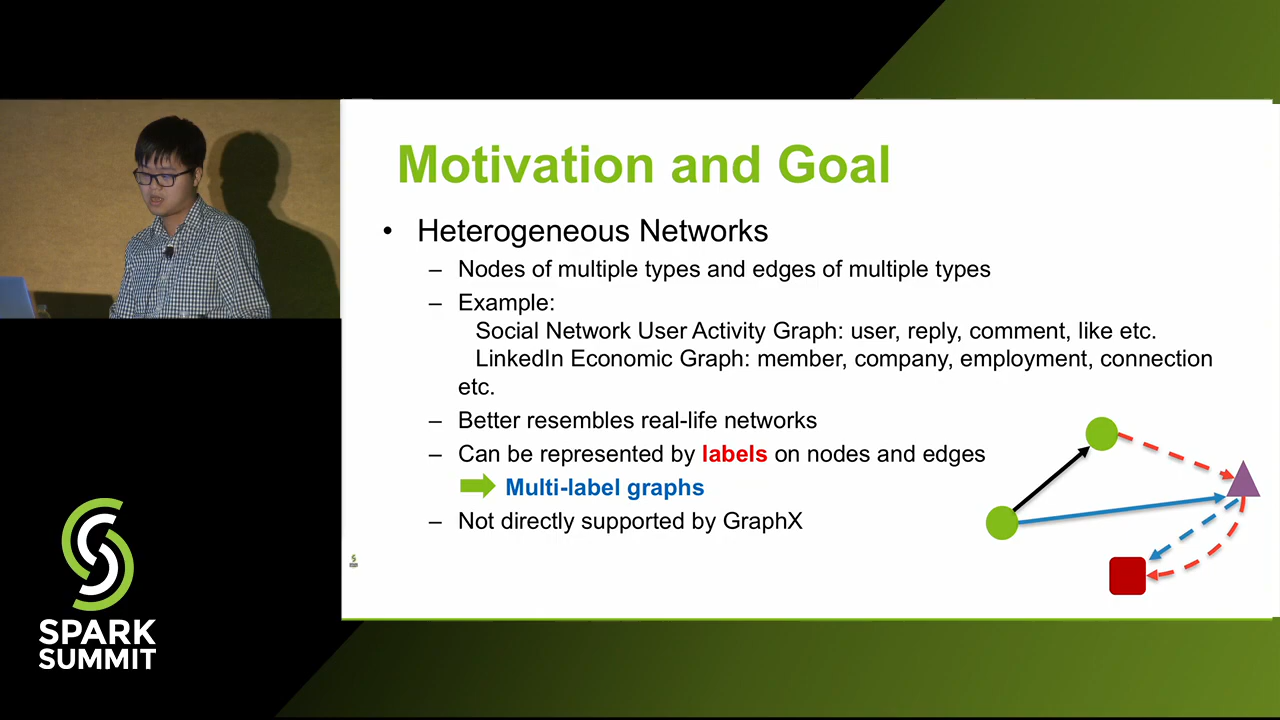 Motivation and Goal
• Heterogeneous Networks
– Nodes of multiple types and edges of multiple types
– Example:
Social Network User Activity Graph: user, reply, comment, like etc.
LinkedIn Economic Graph: member, company, employment, connection
etc.
– Better resembles real-life networks
– Can be represented by labels on nodes and edges
Multi-label graphs
– Not directly supported by GraphX
SPARK
SUMMIT